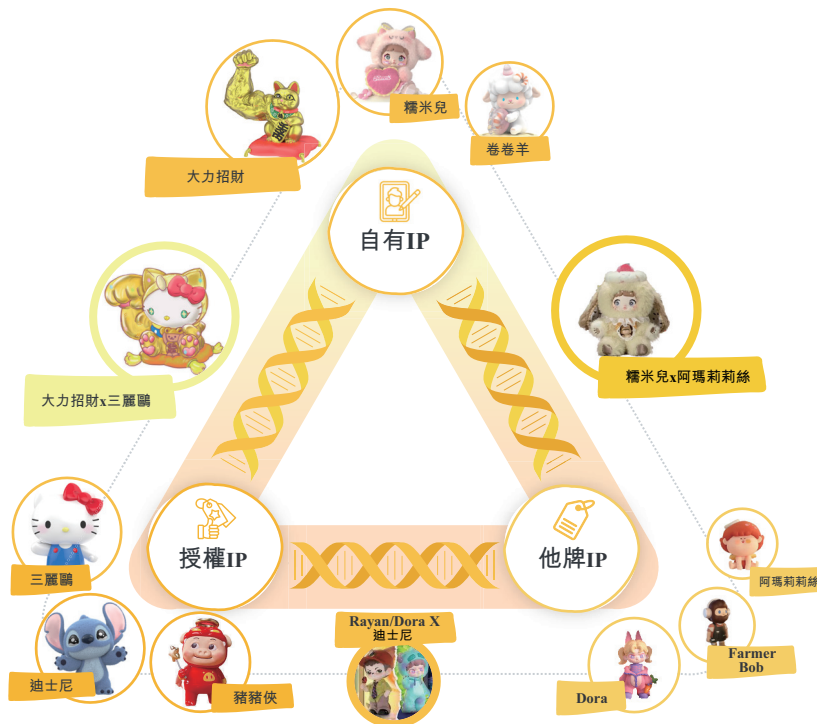 糯米兒
卷卷羊
大力招財
自有IP
糯米兒x阿瑪莉莉絲
大力招財x三麗鷗
授權IP
他牌IP
三麗鷗
阿瑪莉莉絲
Rayan/Dora X
迪士尼
Farmer
Bob
迪士尼
豬豬俠
Dora